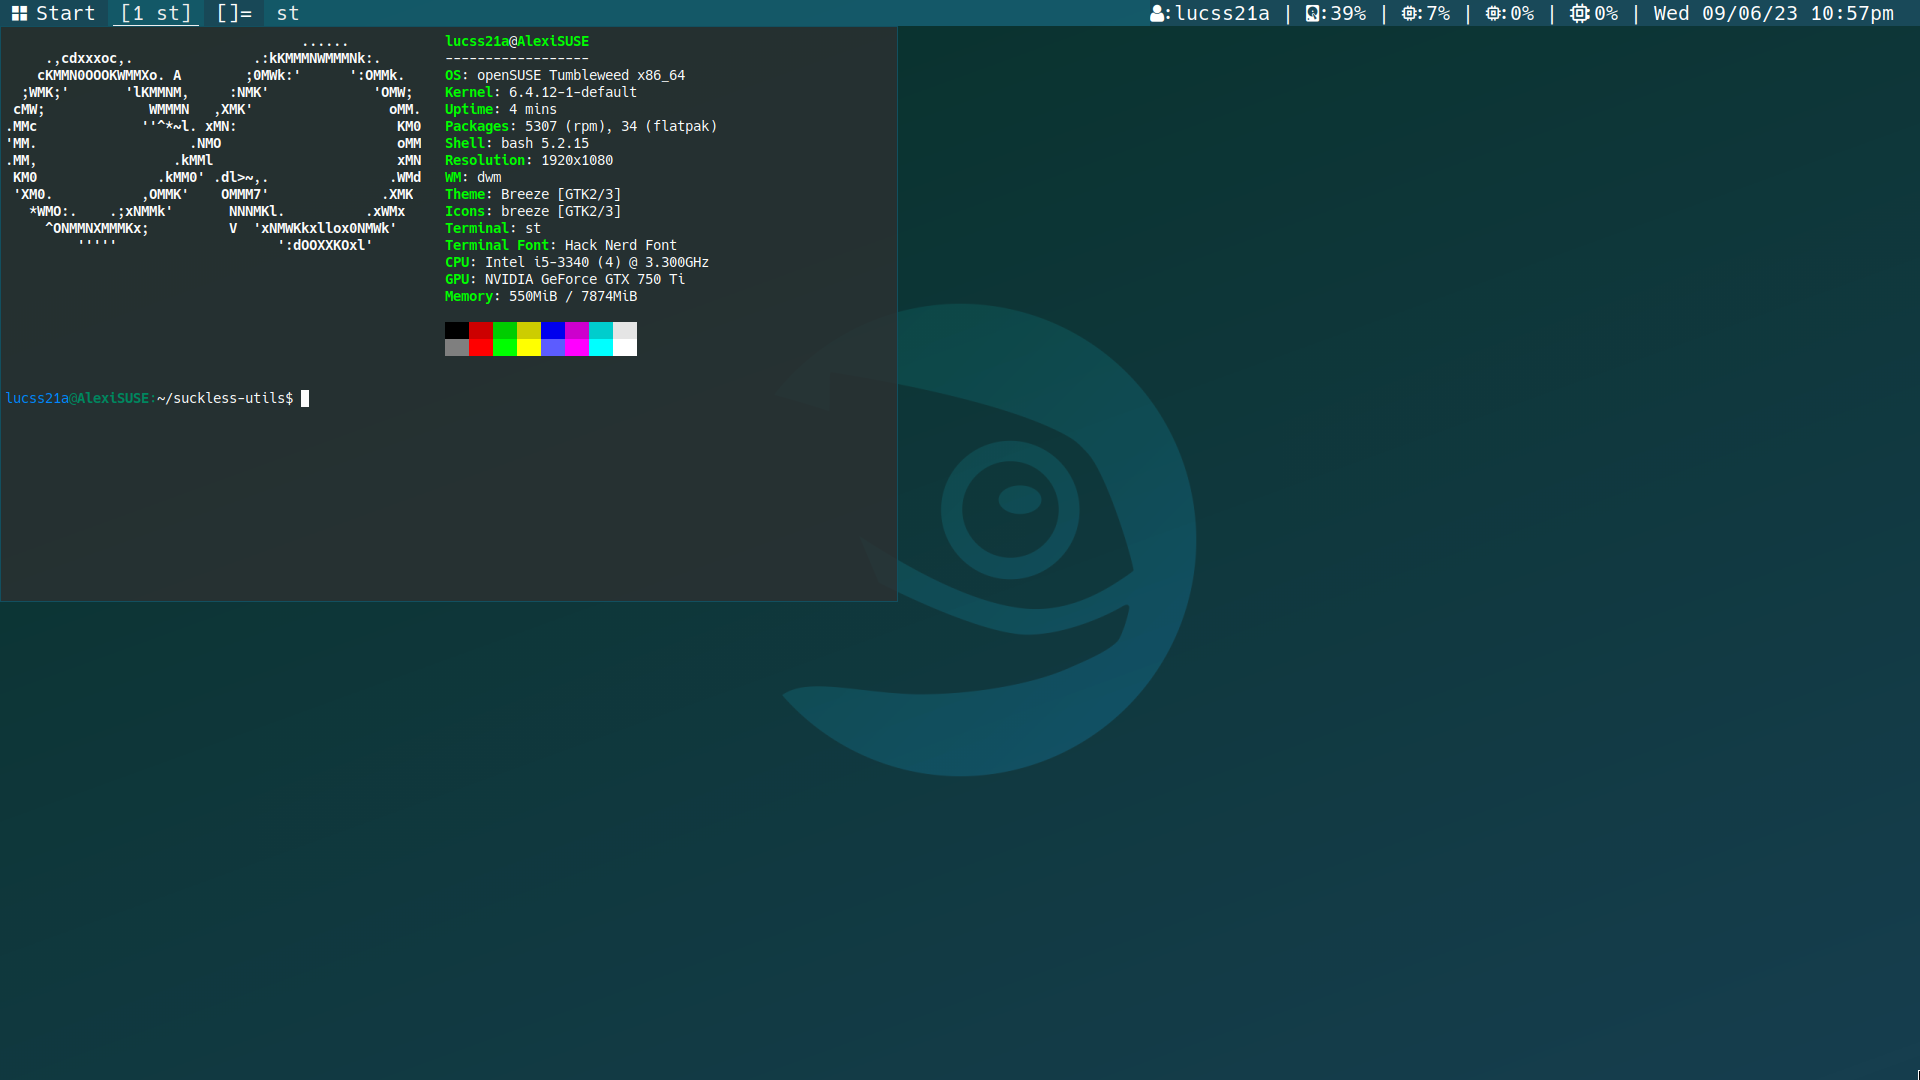 Start [1 st] []= st :lucss21a | :39% | :7% | :0% | :0% | Wed 09/06/23 10:57pm
......
.,cdxxxoc,.               .:kKMMMNWMMMNk:.
cKMMN0OOOKWMMXo. A        ;0MWk:'      ':OMMk.
;WMK;'       'lKMMNM,     :NMK'             'OMW;
cMW;             WMMMN   ,XMK'                 oMM.
.MMc             ''^*~l. xMN:                    KM0
'MM.                   .NMO                      oMM
.MM,                 .kMMl                       xMN
KM0               .kMM0' .dl>~,.               .WMd
'XM0.           ,OMMK'    OMMM7'              .XMK
*WMO:.    .;xNMMk'       NNNMKl.          .xWMx
^ONMMNXMMMKx;          V  'xNMWKkxllox0NMWk'
'''''                    ':dOOXXKOxl'
lucss21a@AlexiSUSE
------------------
OS: openSUSE Tumbleweed x86_64
Kernel: 6.4.12-1-default
Uptime: 4 mins
Packages: 5307 (rpm), 34 (flatpak)
Shell: bash 5.2.15
Resolution: 1920x1080
WM: dwm
Theme: Breeze [GTK2/3]
Icons: breeze [GTK2/3]
Terminal: st
Terminal Font: Hack Nerd Font
CPU: Intel i5-3340 (4) @ 3.300GHz
GPU: NVIDIA GeForce GTX 750 Ti
Memory: 550MiB / 7874MiB
lucss21a@AlexiSUSE:~/suckless-utils$